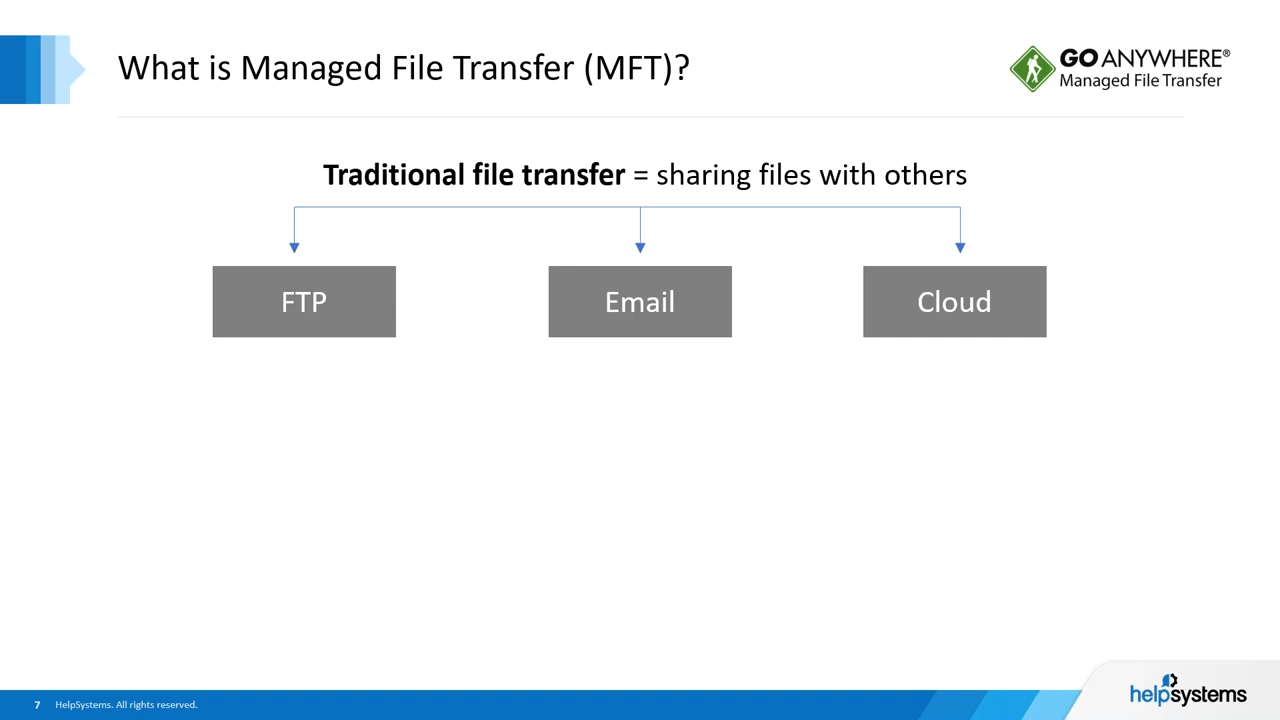 What is Managed File Transfer (MFT)?
GO ANYWHERE®
Managed File Transfer
Traditional file transfer = sharing files with others
FTP
Email
Cloud
7
HelpSystems. All rights reserved.
helpsystems